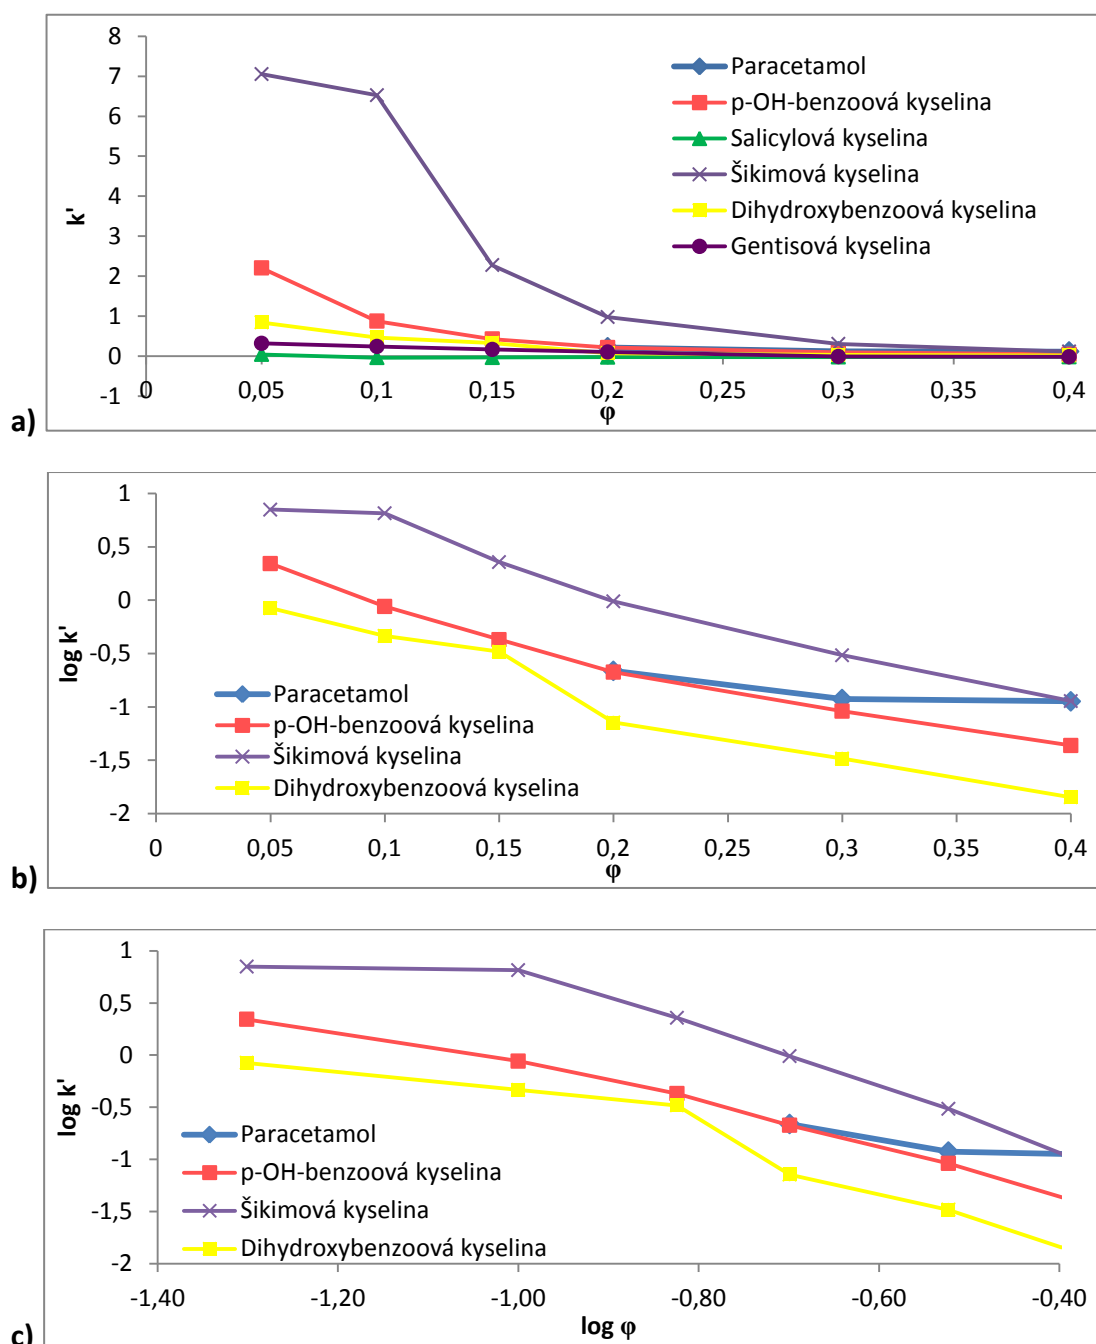 8
7
6
5
4
3
2
1
0
-1
k'
Paracetamol
p-OH-benzoová kyselina
Salicylová kyselina
Šikimová kyselina
Dihydroxybenzoová kyselina
Gentisová kyselina
0 0,05 0,1 0,15 0,2 0,25 0,3 0,35 0,4
φ
a)
1
0,5
0
-0,5
-1
-1,5
-2
log k'
Paracetamol
p-OH-benzoová kyselina
Šikimová kyselina
Dihydroxybenzoová kyselina
0 0,05 0,1 0,15 0,2 0,25 0,3 0,35 0,4
φ
b)
1
0,5
0
-0,5
-1
-1,5
-2
log k'
Paracetamol
p-OH-benzoová kyselina
Šikimová kyselina
Dihydroxybenzoová kyselina
-1,40 -1,20 -1,00 -0,80 -0,60 -0,40
log φ
c)